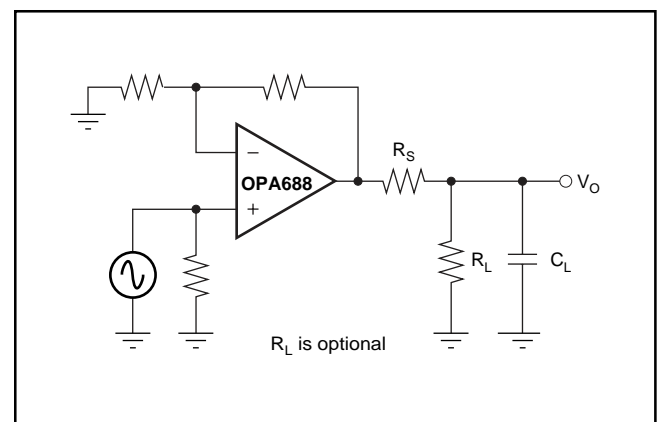 R_S
−
OPA688
+
V_O
R_L
C_L
R_L is optional